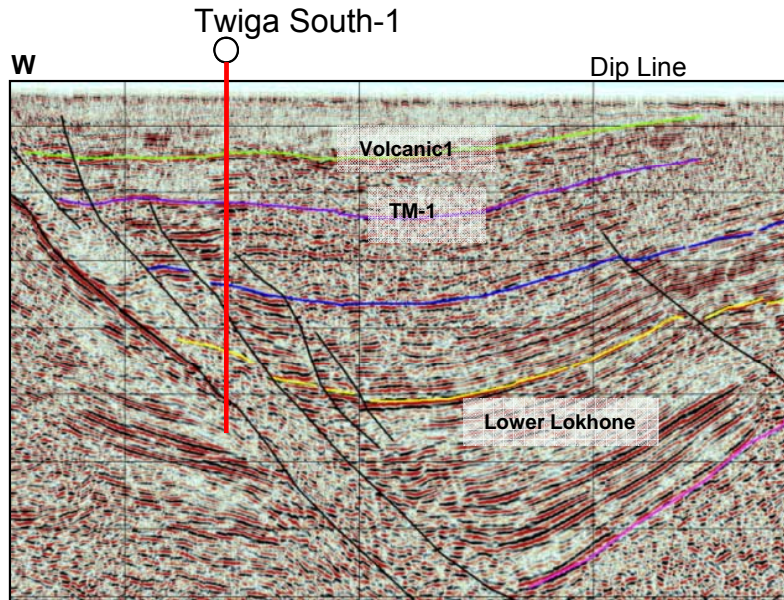 Twiga South-1
W
Dip Line
Volcanic1
TM-1
Lower Lokhone